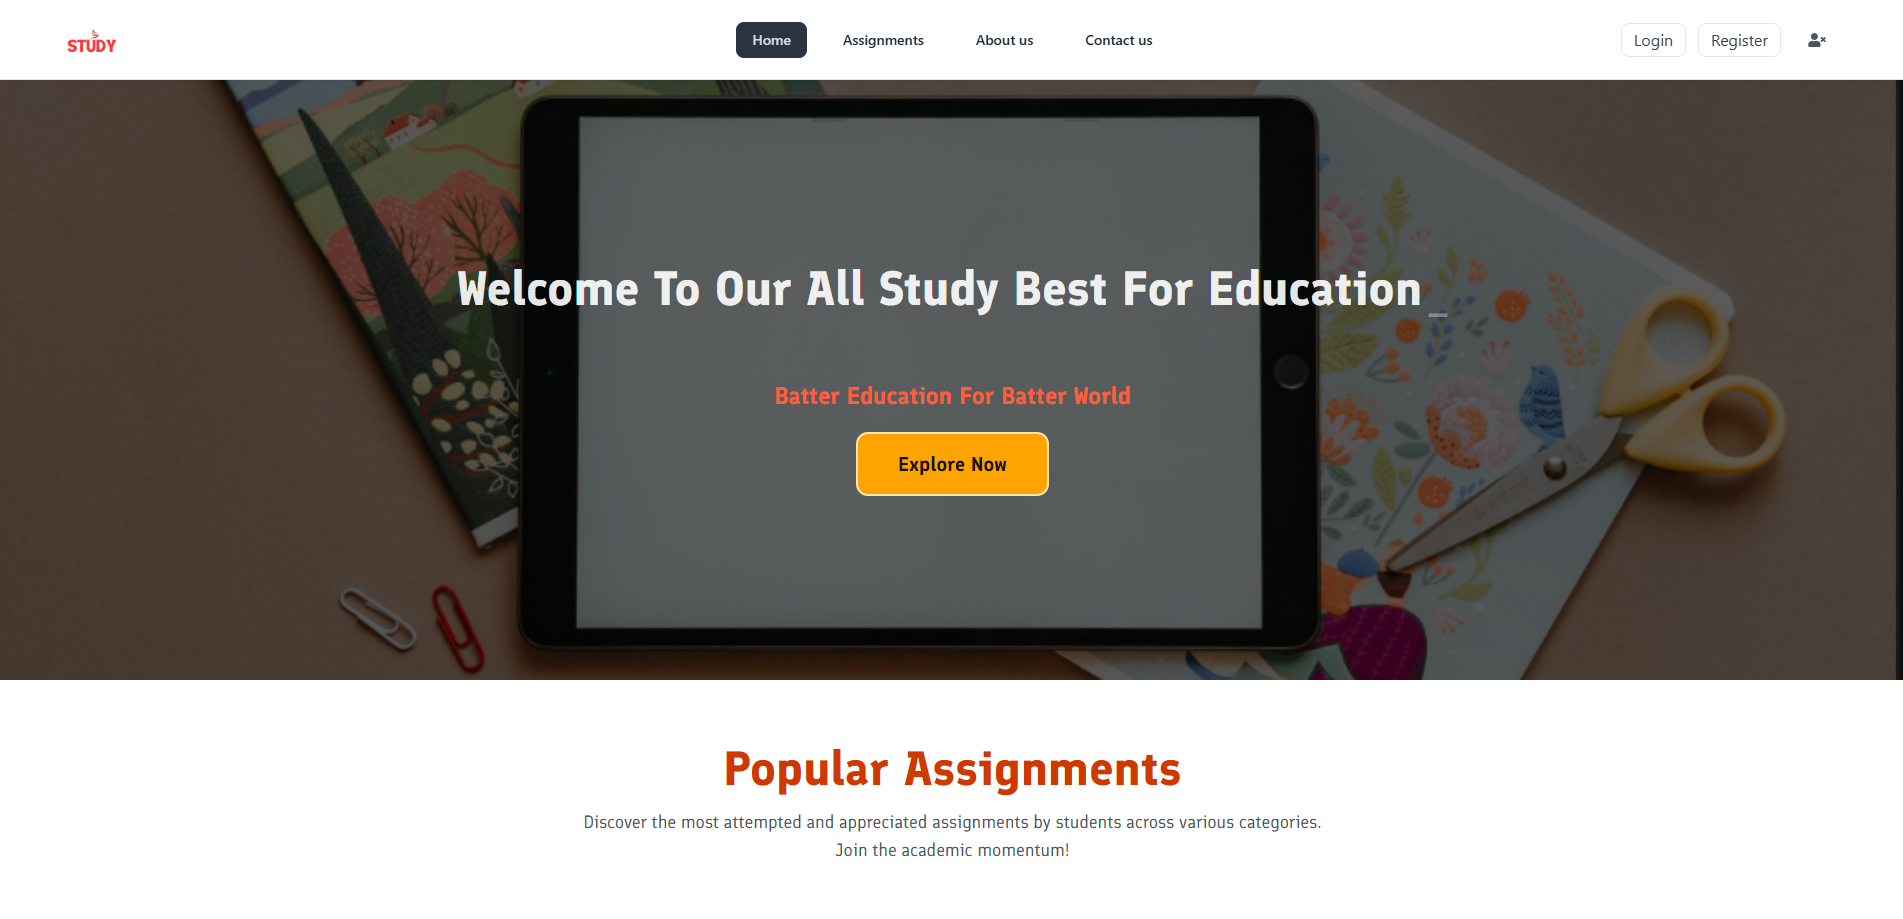 STUDY
Home
Assignments
About us
Contact us
Login
Register
Welcome To Our All Study Best For Education_
Batter Education For Batter World
Explore Now
Popular Assignments
Discover the most attempted and appreciated assignments by students across various categories.
Join the academic momentum!